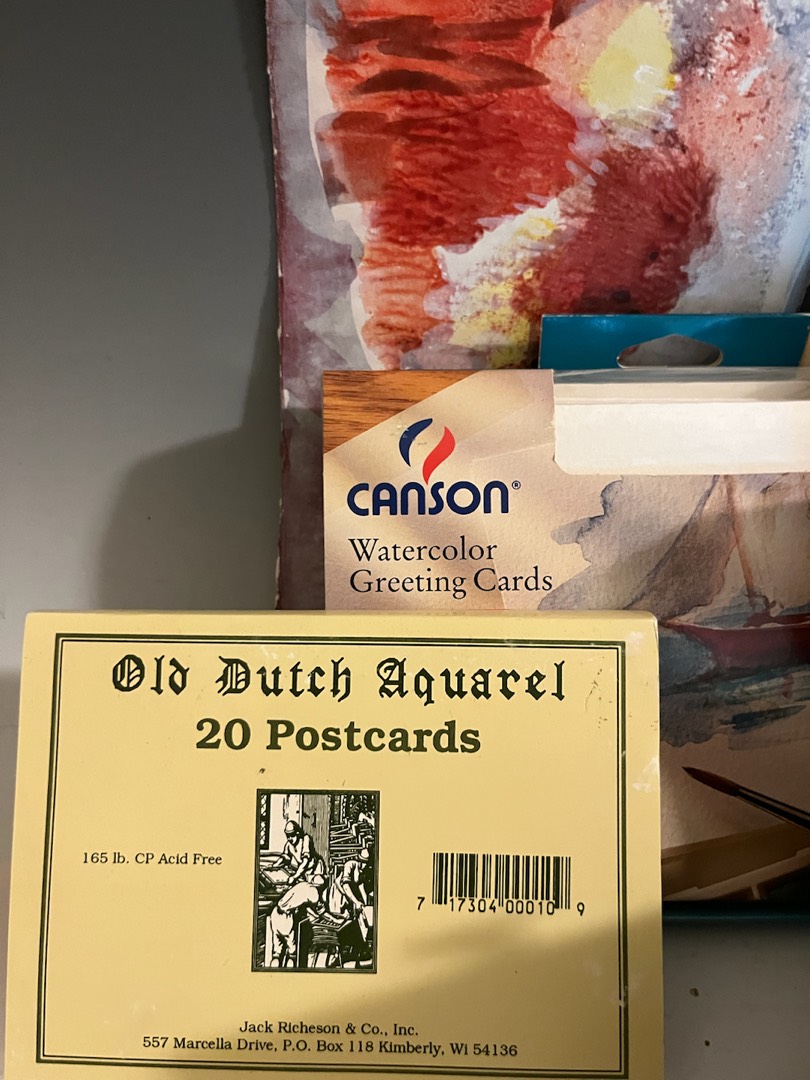 CANSON®
Watercolor
Greeting Cards
Old Dutch Aquarel
20 Postcards
165 lb. CP Acid Free
7 17304 00010 9
Jack Richeson & Co., Inc.
557 Marcella Drive, P.O. Box 118 Kimberly, Wi 54136